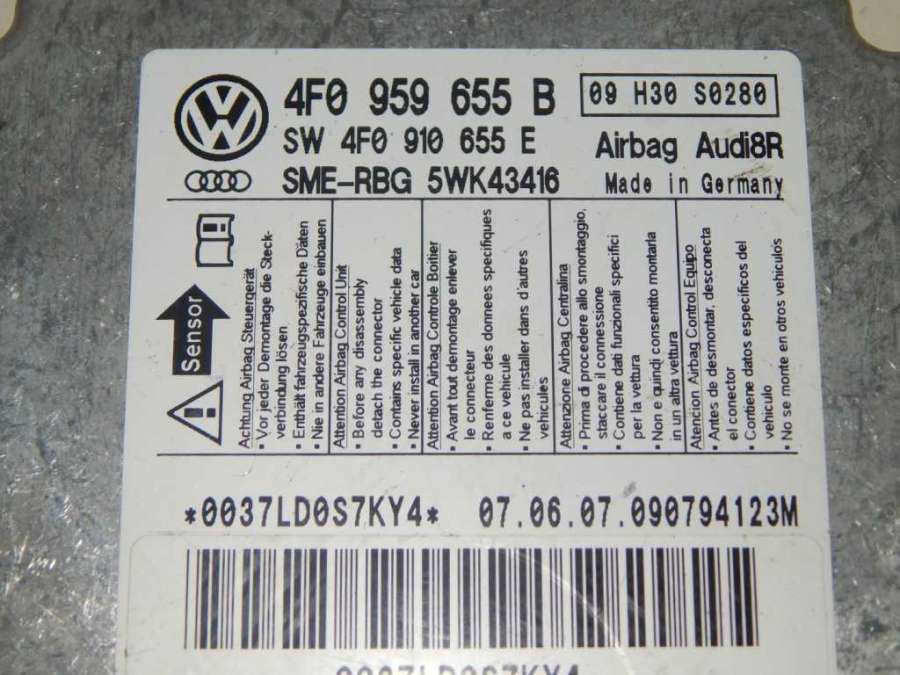 4F0 959 655 B
09 H30 S0280
SW 4F0 910 655 E
Airbag Audi8R
SME-RBG 5WK43416
Made in Germany
Sensor
Achtung Airbag Steuergerät
• Vor jeder Demontage die Steck-
verbindung lösen
• Enthält fahrzeugspezifische Daten
• Nie in andere Fahrzeuge einbauen
Attention Airbag Control Unit
• Before any disassembly
detach the connector
• Contains specific vehicle data
• Never install in another car
Attention Airbag Controle Boitier
• Avant tout demontage enlever
le connecteur
• Renferme des donnees specifiques
a ce vehicule
• Ne pas installer dans d'autres
vehicules
Attenzione Airbag Centralina
• Prima di procedere allo smontaggio,
staccare il connessione
• Contiene dati funzionali specifici
per la vettura
• Non e quindi consentito montarla
in un altra vettura
Atención Airbag Control Equipo
• Antes de desmontar, desconecta
el conector
• Contiene datos especificos del
vehiculo
• No se monte en otros vehiculos
*0037LD0S7KY4*
07.06.07.090794123M
0037LD0S7KY4